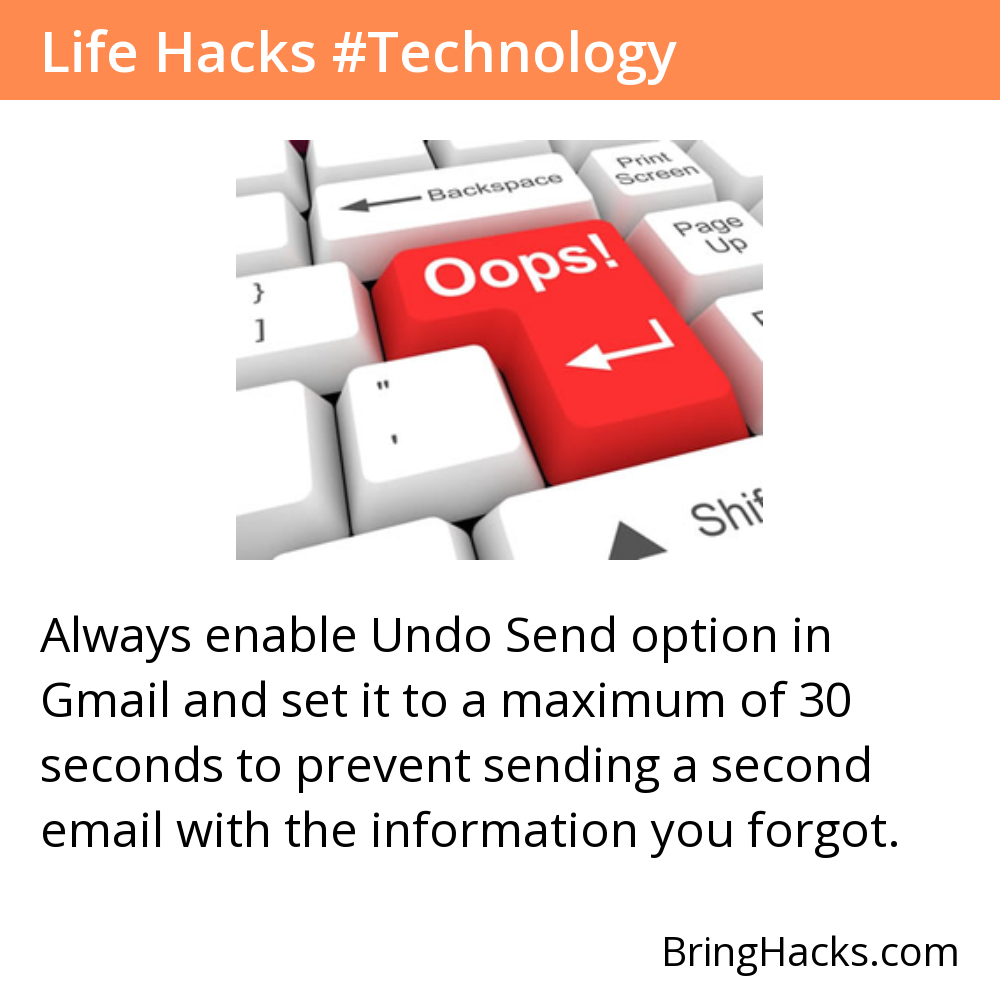 Life Hacks #Technology
Backspace
Print
Screen
Page
Up
Oops!
}
]
"
'
Shif
Always enable Undo Send option in
Gmail and set it to a maximum of 30
seconds to prevent sending a second
email with the information you forgot.
BringHacks.com